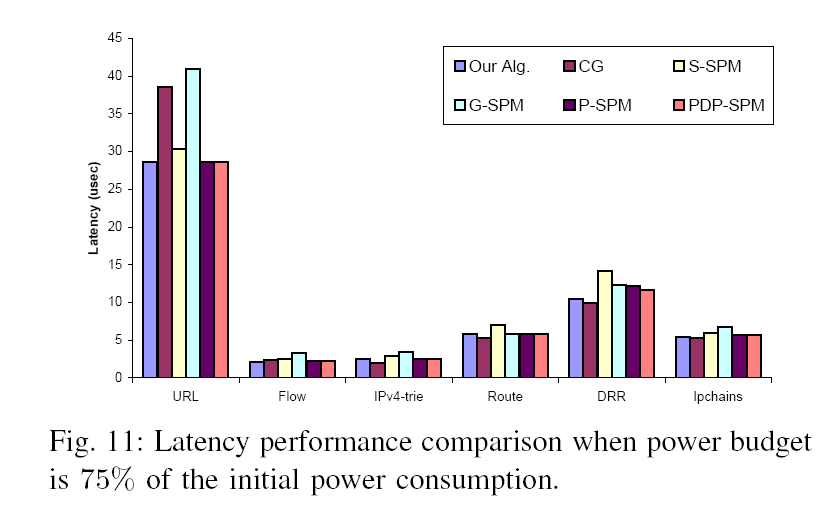 45
40
35
30
25
20
15
10
5
0
Latency (usec)
Our Alg. CG S-SPM
G-SPM P-SPM PDP-SPM
URL Flow IPv4-trie Route DRR Ipchains
Fig. 11: Latency performance comparison when power budget
is 75% of the initial power consumption.